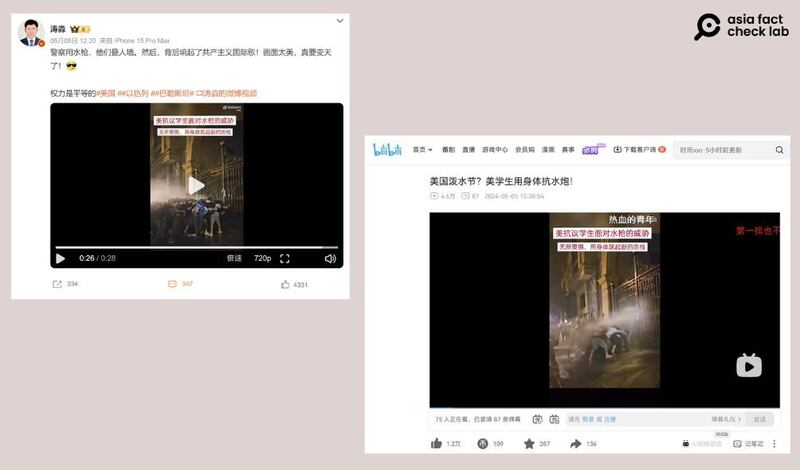 asia fact
check lab
涛淼
05月05日 12:20 来自 iPhone 15 Pro Max
警察用水枪，他们叠人墙。然后，背后响起了共产主义国际歌！画面太美，真要变天
了！
权力是平等的#美国 ##以色列 ##巴勒斯坦# 涛淼的微博视频
美抗议学生面对水枪的威胁
无所畏惧，用身体筑起新的防线
0:26 / 0:28
倍速
720p
334
347
4331
bilibili
首页
番剧
直播
游戏中心
会员购
漫画
赛事
下载客户端
时雨ioo · 5小时前更新
美国泼水节？美学生用身体抗水炮！
4.6万
87
2024-05-05 10:38:54
热血的青年
美抗议学生面对水枪的威胁
无所畏惧，用身体筑起新的防线
第一排也不
75 人正在看，已装填 87 条弹幕
请先 登录 或 注册
弹幕礼仪
发送
1.2万
109
287
136
记笔记